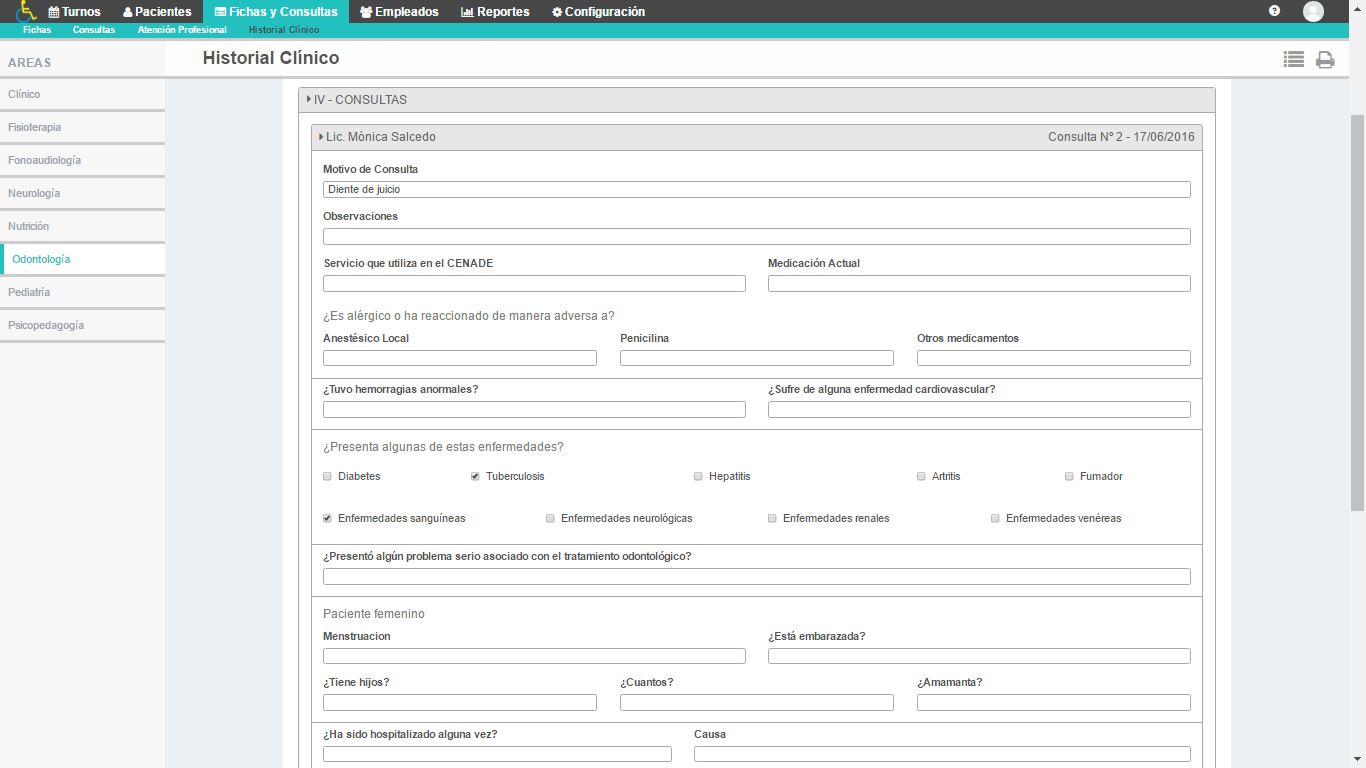 Turnos Pacientes Fichas y Consultas Empleados Reportes Configuración
Fichas Consultas Atención Profesional Historial Clínico
AREAS
Clínico
Fisioterapia
Fonoaudiología
Neurología
Nutrición
Odontología
Pediatría
Psicopedagogía
Historial Clínico
IV - CONSULTAS
Lic. Mónica Salcedo Consulta Nº 2 - 17/06/2016
Motivo de Consulta
Diente de juicio
Observaciones
Servicio que utiliza en el CENADE Medicación Actual
¿Es alérgico o ha reaccionado de manera adversa a?
Anestésico Local Penicilina Otros medicamentos
¿Tuvo hemorragias anormales? ¿Sufre de alguna enfermedad cardiovascular?
¿Presenta algunas de estas enfermedades?
Diabetes Tuberculosis Hepatitis Artritis Fumador
Enfermedades sanguíneas Enfermedades neurológicas Enfermedades renales Enfermedades venéreas
¿Presentó algún problema serio asociado con el tratamiento odontológico?
Paciente femenino
Menstruacion ¿Está embarazada?
¿Tiene hijos? ¿Cuantos? ¿Amamanta?
¿Ha sido hospitalizado alguna vez? Causa